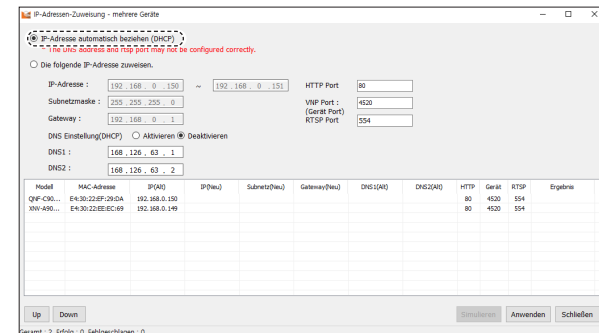 IP-Adressen-Zuweisung - mehrere Geräte
IP-Adresse automatisch beziehen (DHCP)
* The DNS address and rtsp port may not be configured correctly.
Die folgende IP-Adresse zuweisen.
IP-Adresse : 192 . 168 . 0 . 150 ~ 192 . 168 . 0 . 151 HTTP Port 80
Subnetzmaske : 255 . 255 . 255 . 0 VNP Port : 4520
(Gerät Port)
Gateway : 192 . 168 . 0 . 1 RTSP Port 554
DNS Einstellung(DHCP) Aktivieren Deaktivieren
DNS1 : 168 . 126 . 63 . 1
DNS2 : 168 . 126 . 63 . 2
Modell MAC-Adresse IP(Alt) IP(Neu) Subnetz(Neu) Gateway(Neu) DNS1(Alt) DNS2(Alt) HTTP Gerät RTSP Ergebnis
QNF-C90... E4:30:22:EF:29:DA 192.168.0.150 80 4520 554
XNV-A90... E4:30:22:EE:EC:69 192.168.0.149 80 4520 554
Up Down Simulieren Anwenden Schließen
Gesamt : 2, Erfolg : 0, Fehlgeschlagen : 0